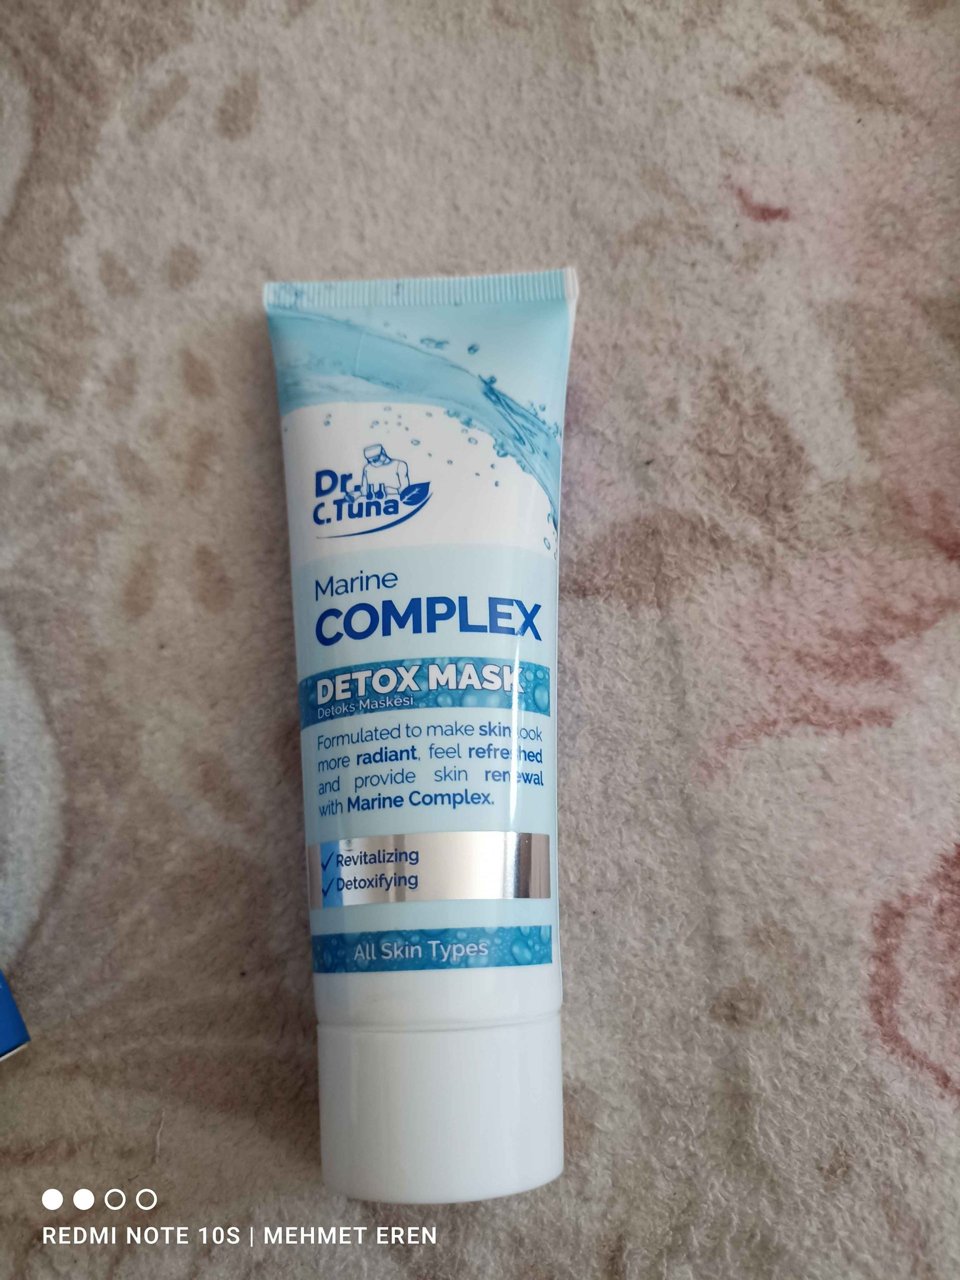 Dr.
C.Tuna
Marine
COMPLEX
DETOX MASK
Detoks Maskesi
Formulated to make skin look
more radiant, feel refreshed
and provide skin renewal
with Marine Complex.
Revitalizing
Detoxifying
All Skin Types
REDMI NOTE 10S | MEHMET EREN